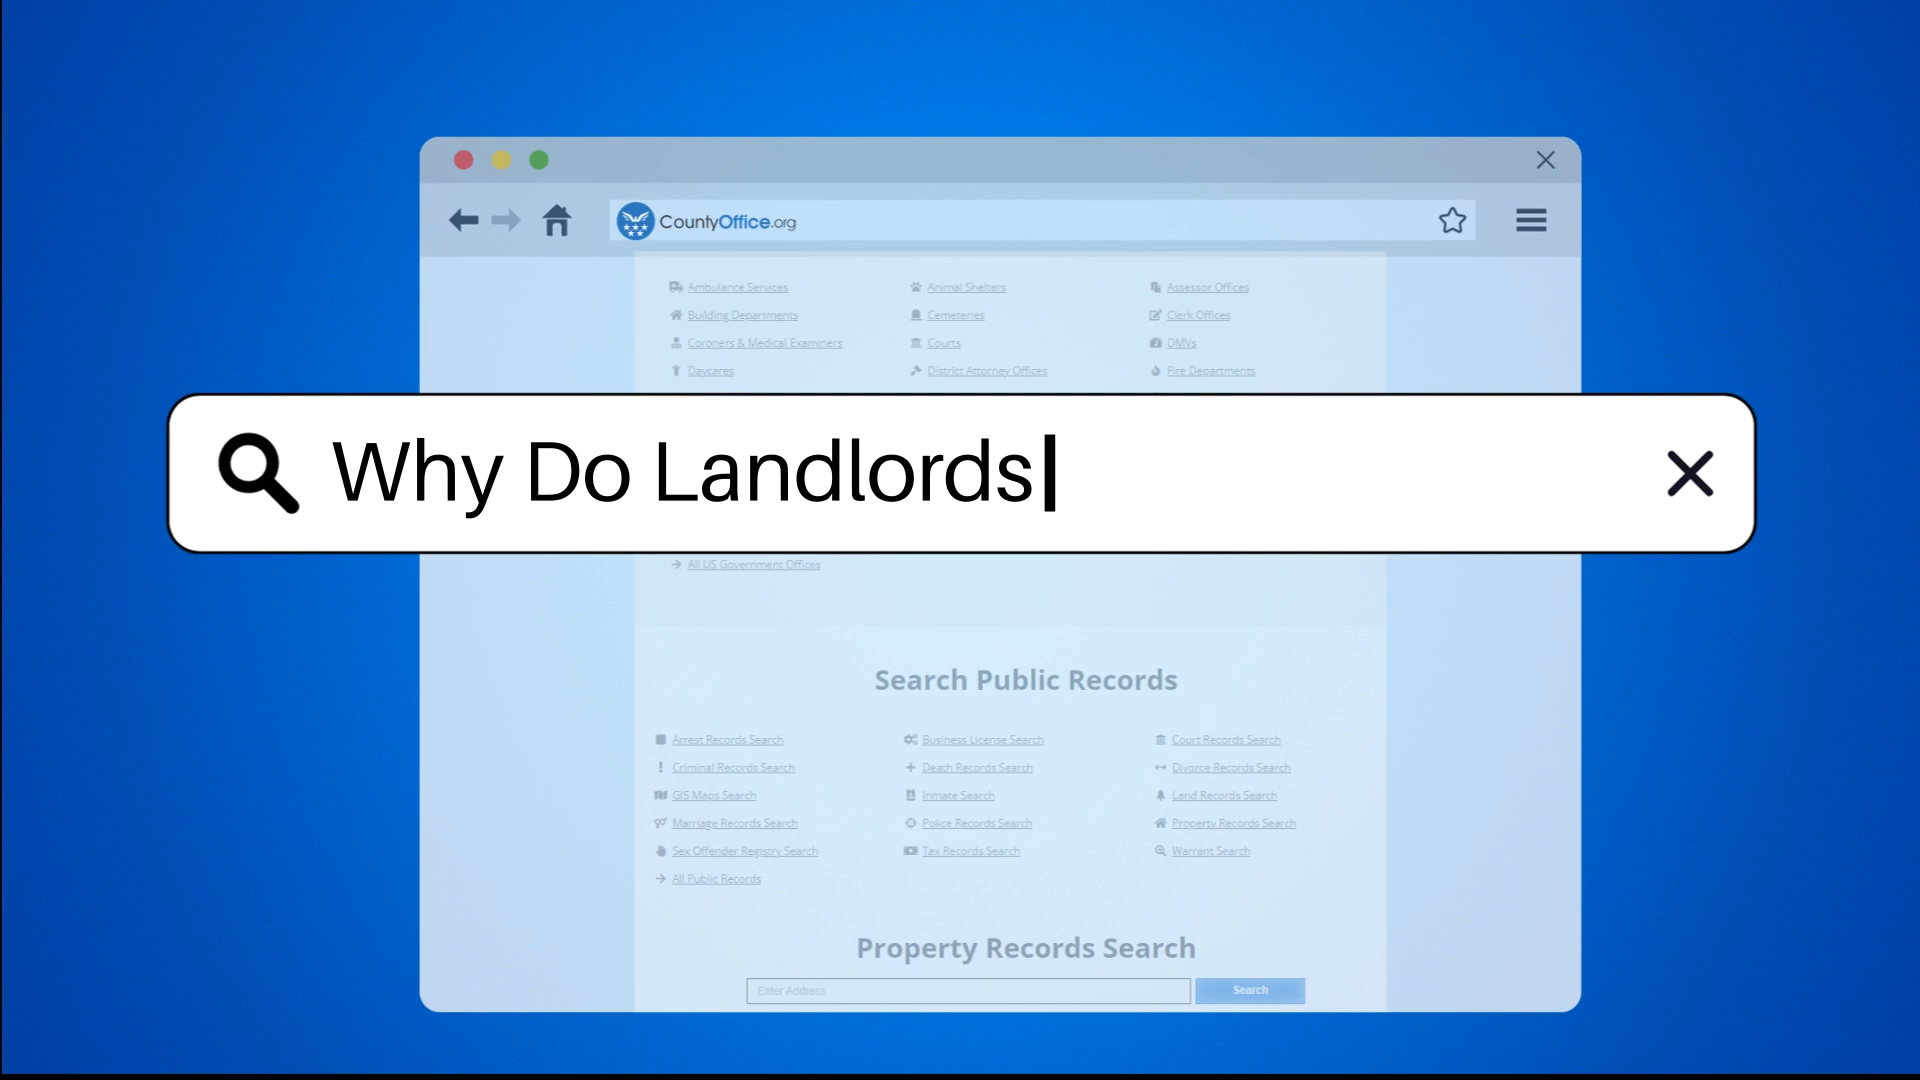 CountyOffice.org
Ambulance Services Animal Shelters Assessor Offices
Building Departments Cemeteries Clerk Offices
Coroners & Medical Examiners Courts DMVs
Daycares District Attorney Offices Fire Departments
Why Do Landlords
All US Government Offices
Search Public Records
Arrest Records Search Business License Search Court Records Search
Criminal Records Search Death Records Search Divorce Records Search
GIS Maps Search Inmate Search Land Records Search
Marriage Records Search Police Records Search Property Records Search
Sex Offender Registry Search Tax Records Search Warrant Search
All Public Records
Property Records Search
Enter Address Search